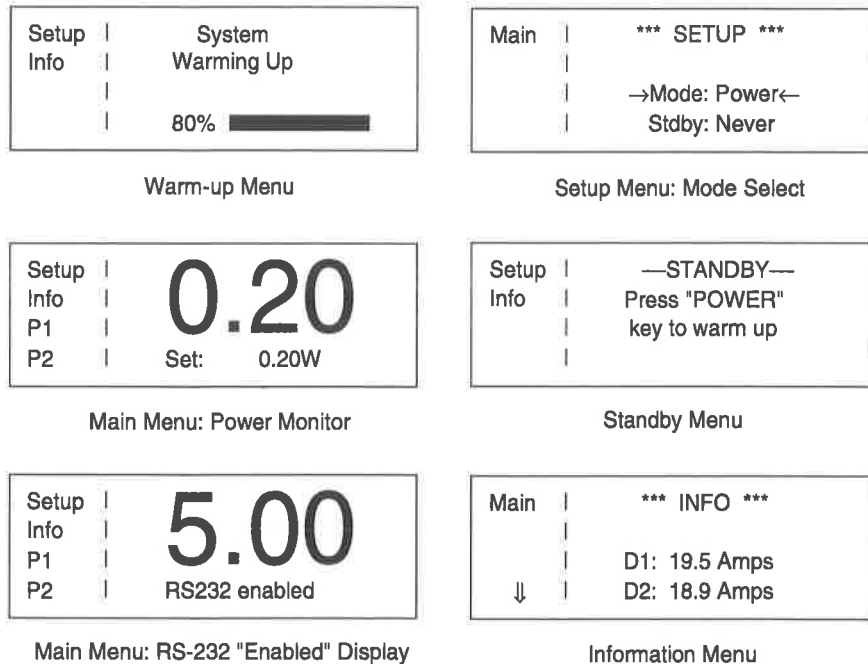 Setup
Info
System
Warming Up
80%
Warm-up Menu
Main
*** SETUP ***
→Mode: Power←
Stdby: Never
Setup Menu: Mode Select
Setup
Info
P1
P2
0.20
Set: 0.20W
Main Menu: Power Monitor
Setup
Info
—STANDBY—
Press "POWER"
key to warm up
Standby Menu
Setup
Info
P1
P2
5.00
RS232 enabled
Main Menu: RS-232 "Enabled" Display
Main
⇓
*** INFO ***
D1: 19.5 Amps
D2: 18.9 Amps
Information Menu